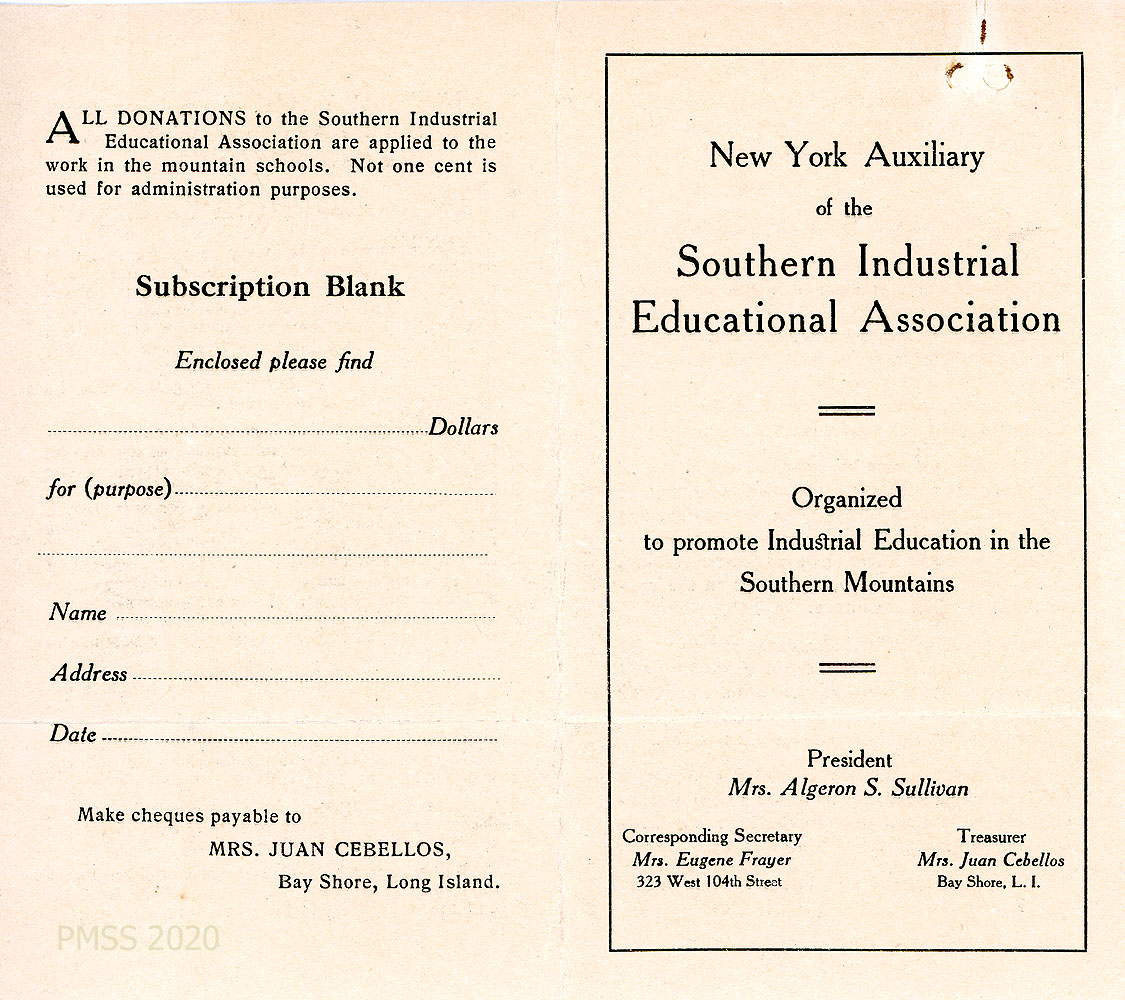 ALL DONATIONS to the Southern Industrial
Educational Association are applied to the
work in the mountain schools. Not one cent is
used for administration purposes.
Subscription Blank
Enclosed please find
Dollars
for (purpose)
Name
Address
Date
Make cheques payable to
MRS. JUAN CEBELLOS,
Bay Shore, Long Island.
PMSS 2020
New York Auxiliary
of the
Southern Industrial
Educational Association
Organized
to promote Industrial Education in the
Southern Mountains
President
Mrs. Algeron S. Sullivan
Corresponding Secretary
Mrs. Eugene Frayer
323 West 104th Street
Treasurer
Mrs. Juan Cebellos
Bay Shore, L. I.